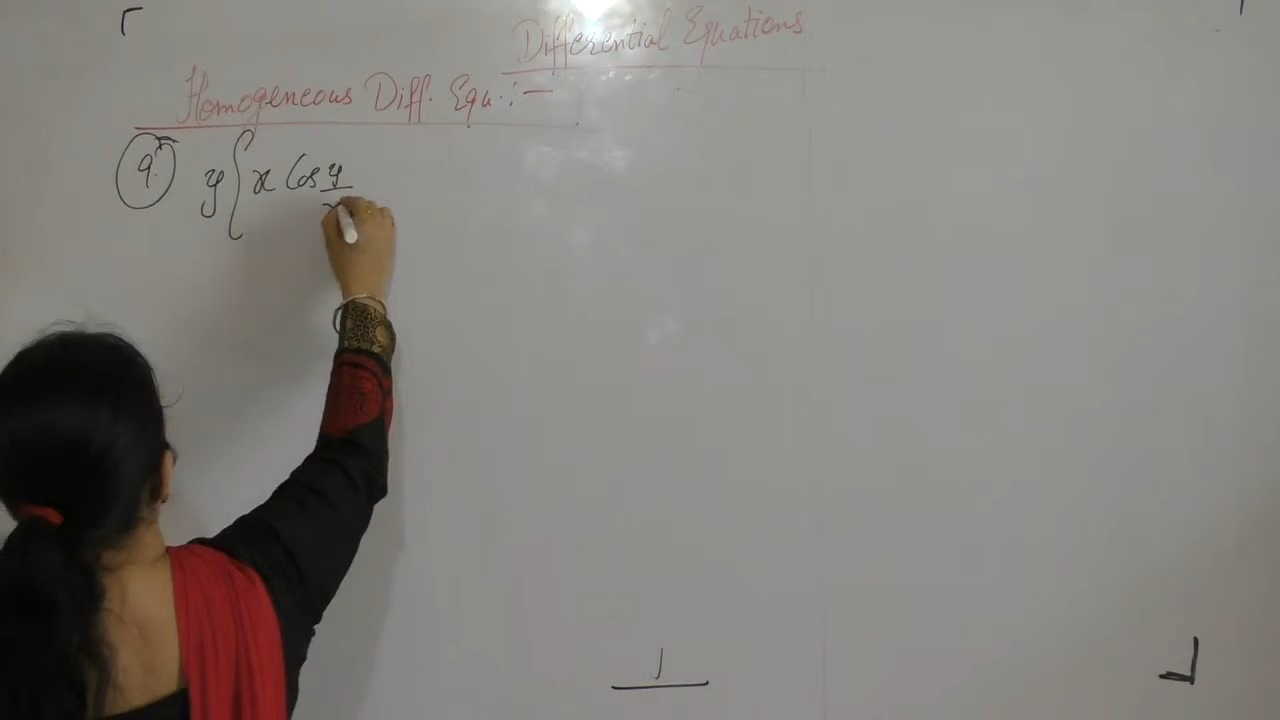 Differential Equations
Homogeneous Diff. Equ. :-
9. y { x Cos y/x